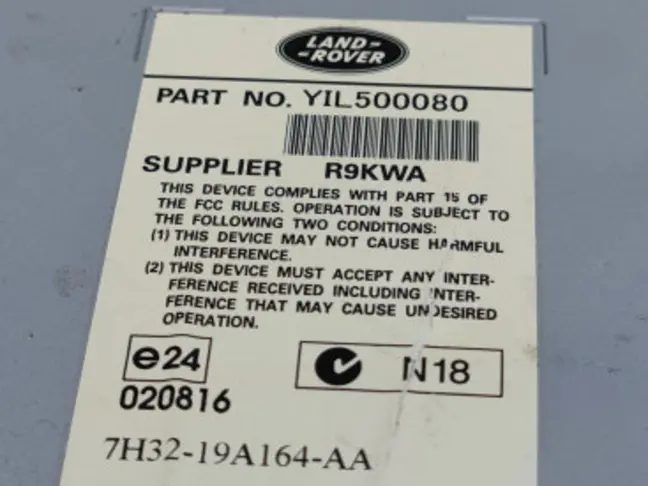 LAND-
-ROVER
PART NO. YIL500080
SUPPLIER R9KWA
THIS DEVICE COMPLIES WITH PART 15 OF
THE FCC RULES. OPERATION IS SUBJECT TO
THE FOLLOWING TWO CONDITIONS:
(1) THIS DEVICE MAY NOT CAUSE HARMFUL
INTERFERENCE.
(2) THIS DEVICE MUST ACCEPT ANY INTER-
FERENCE RECEIVED INCLUDING INTER-
FERENCE THAT MAY CAUSE UNDESIRED
OPERATION.
e24 N18
020816
7H32-19A164-AA